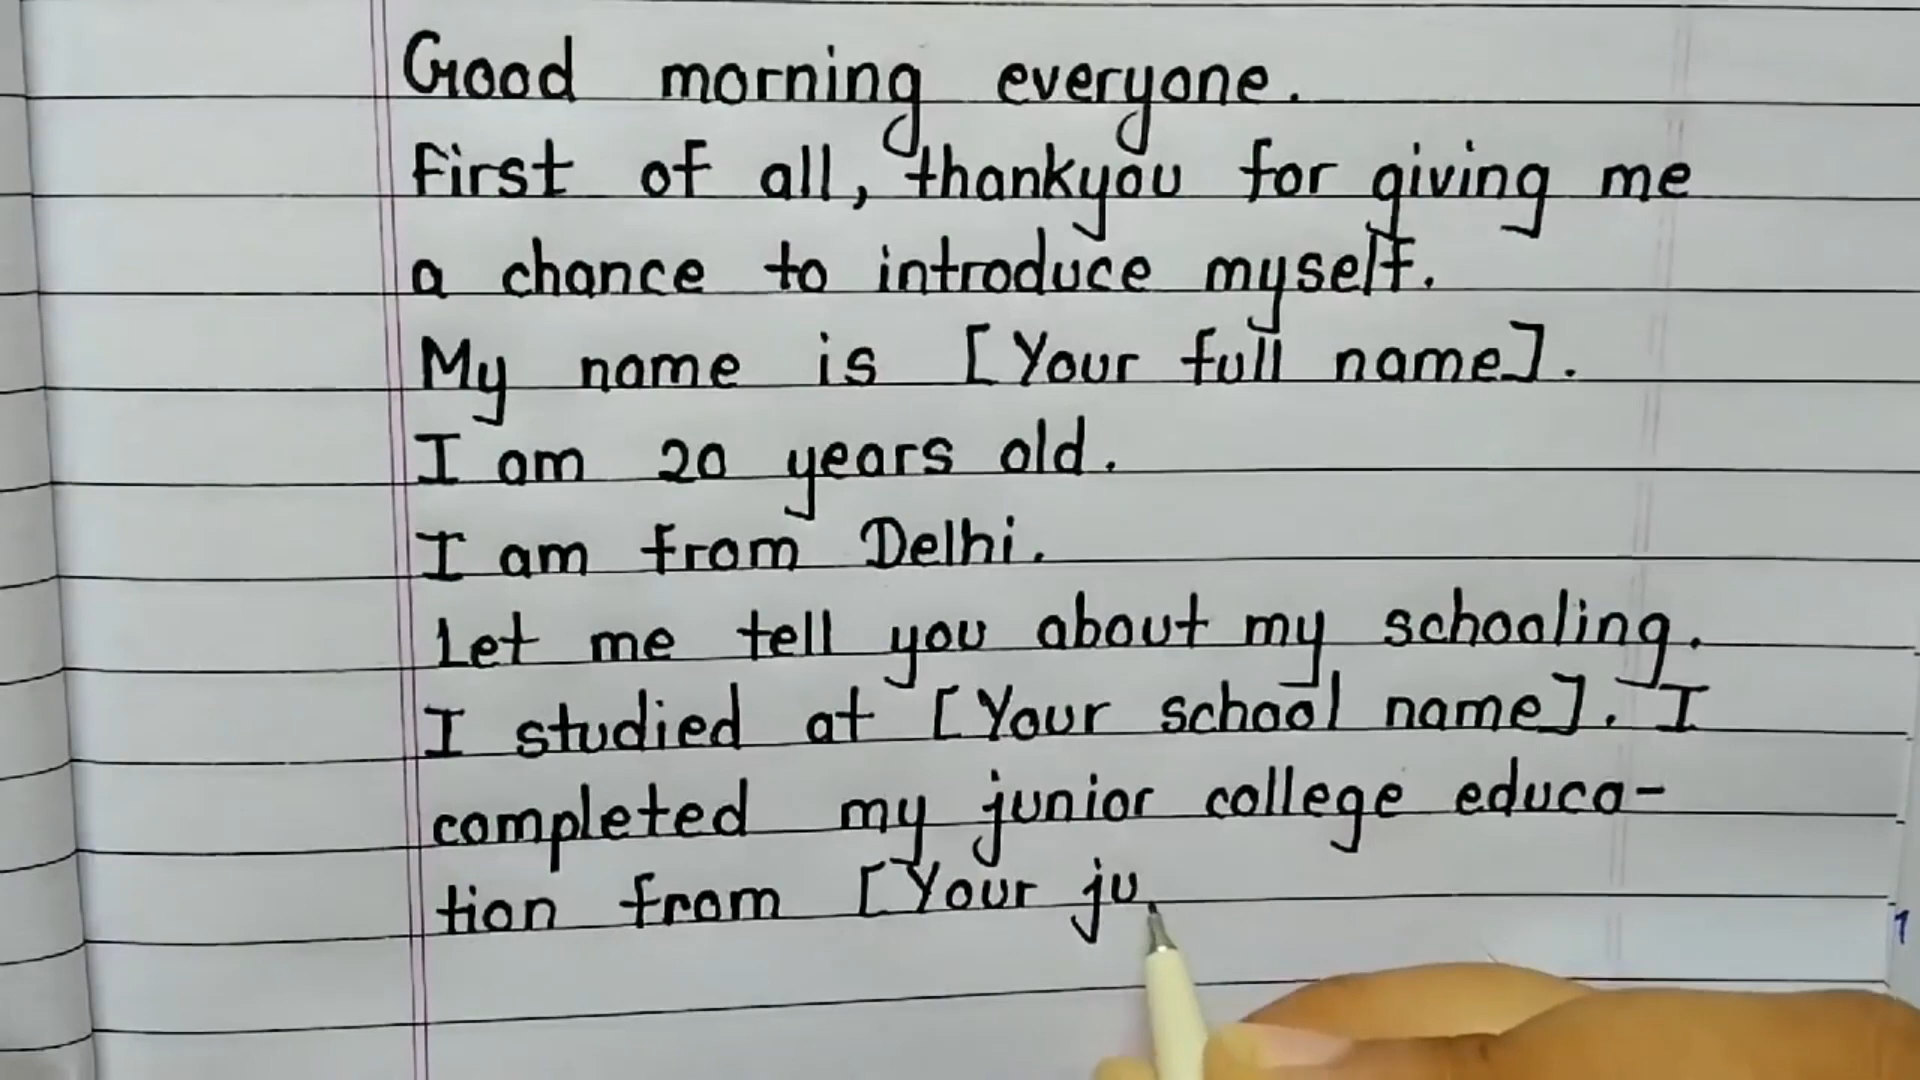 Good morning everyone.
First of all, thankyou for giving me
a chance to introduce myself.
My name is [Your full name].
I am 20 years old.
I am from Delhi.
Let me tell you about my schooling.
I studied at [Your school name]. I
completed my junior college educa-
tion from [Your ju
1